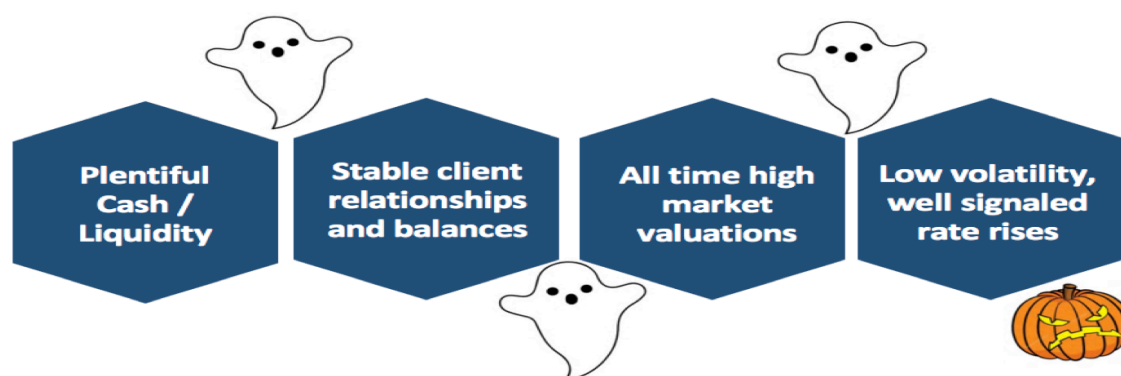 Plentiful
Cash /
Liquidity
Stable client
relationships
and balances
All time high
market
valuations
Low volatility,
well signaled
rate rises